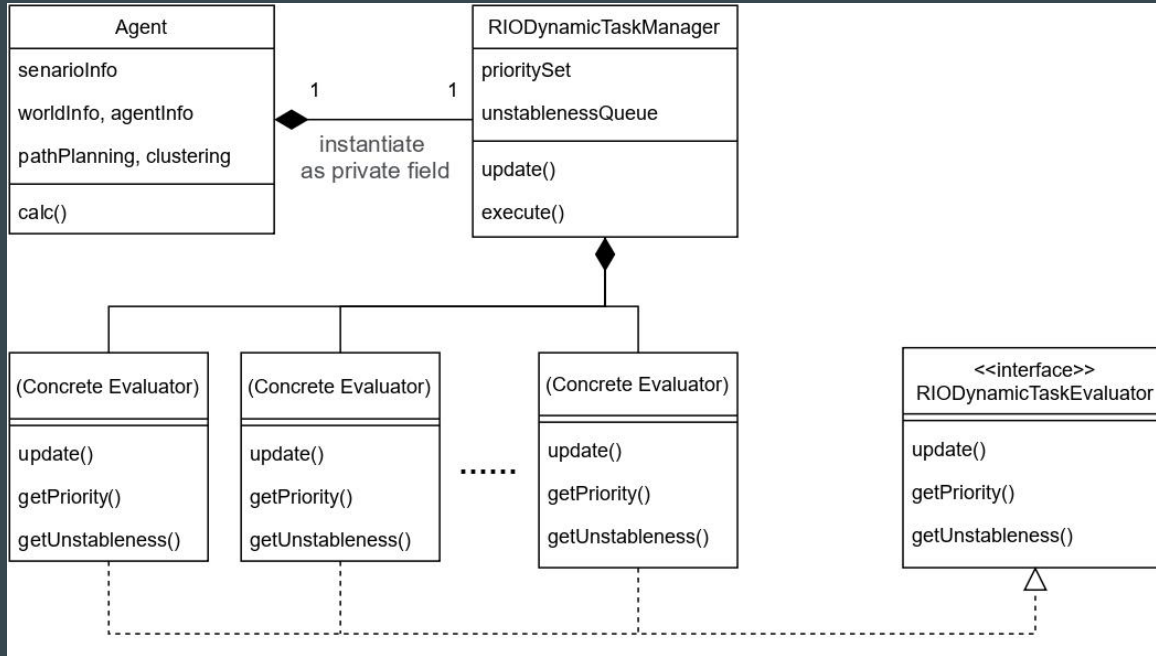 Agent
senarioInfo
worldInfo, agentInfo
pathPlanning, clustering
calc()
1
1
instantiate
as private field
RIODynamicTaskManager
prioritySet
unstablenessQueue
update()
execute()
(Concrete Evaluator)
update()
getPriority()
getUnstableness()
(Concrete Evaluator)
update()
getPriority()
getUnstableness()
......
(Concrete Evaluator)
update()
getPriority()
getUnstableness()
<<interface>>
RIODynamicTaskEvaluator
update()
getPriority()
getUnstableness()